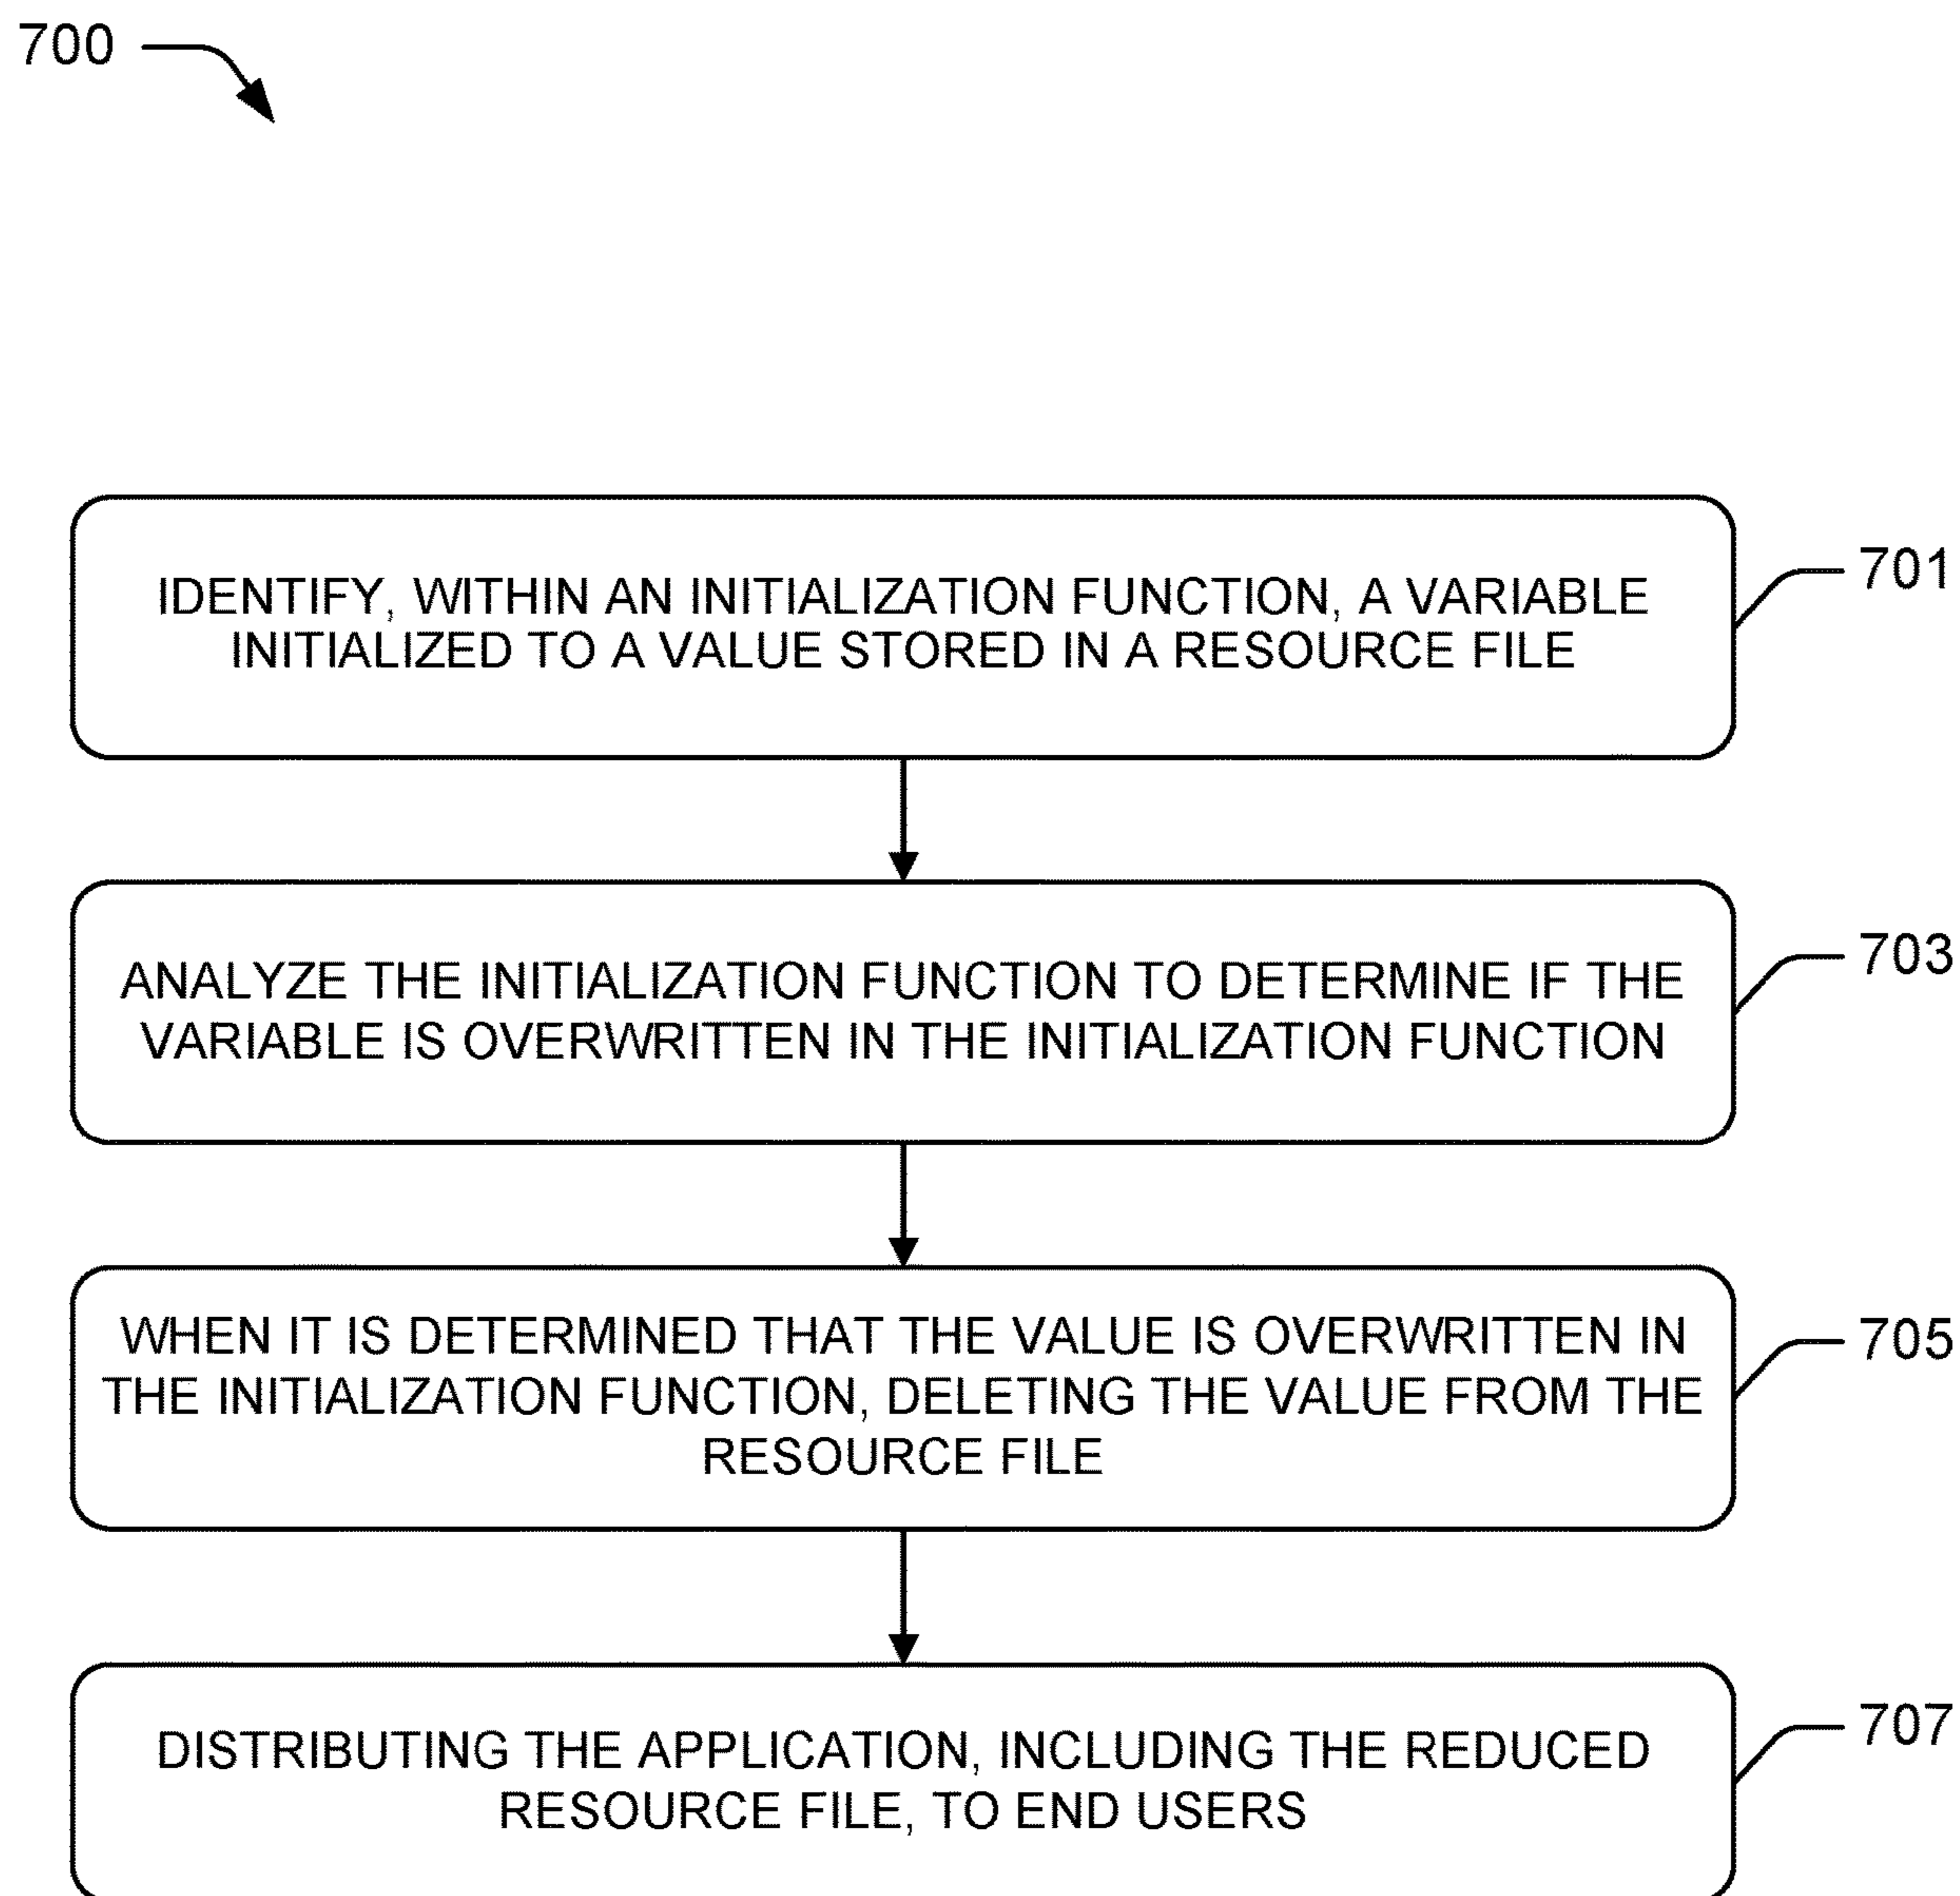 700
IDENTIFY, WITHIN AN INITIALIZATION FUNCTION, A VARIABLE
INITIALIZED TO A VALUE STORED IN A RESOURCE FILE
701
ANALYZE THE INITIALIZATION FUNCTION TO DETERMINE IF THE
VARIABLE IS OVERWRITTEN IN THE INITIALIZATION FUNCTION
703
WHEN IT IS DETERMINED THAT THE VALUE IS OVERWRITTEN IN
THE INITIALIZATION FUNCTION, DELETING THE VALUE FROM THE
RESOURCE FILE
705
DISTRIBUTING THE APPLICATION, INCLUDING THE REDUCED
RESOURCE FILE, TO END USERS
707